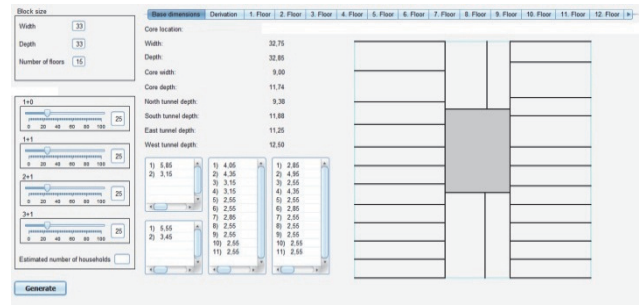 Block size
Width 33
Depth 33
Number of floors 15
1+0
25
0 20 40 60 80 100
1+1
25
0 20 40 60 80 100
2+1
25
0 20 40 60 80 100
3+1
25
0 20 40 60 80 100
Estimated number of households
Generate
Base dimensions Derivation 1. Floor 2. Floor 3. Floor 4. Floor 5. Floor 6. Floor 7. Floor 8. Floor 9. Floor 10. Floor 11. Floor 12. Floor
Core location:
Width: 32,75
Depth: 32,85
Core width: 9,00
Core depth: 11,74
North tunnel depth: 9,30
South tunnel depth: 11,80
East tunnel depth: 11,25
West tunnel depth: 12,50
1) 5,85
2) 3,15
1) 5,55
2) 3,45
1) 4,05
2) 4,35
3) 3,15
4) 3,15
5) 2,55
6) 2,55
7) 2,85
8) 2,55
9) 2,55
10) 2,55
11) 2,55
1) 2,85
2) 4,95
3) 2,55
4) 4,35
5) 2,55
6) 2,85
7) 2,55
8) 2,55
9) 2,55
10) 2,55
11) 2,55